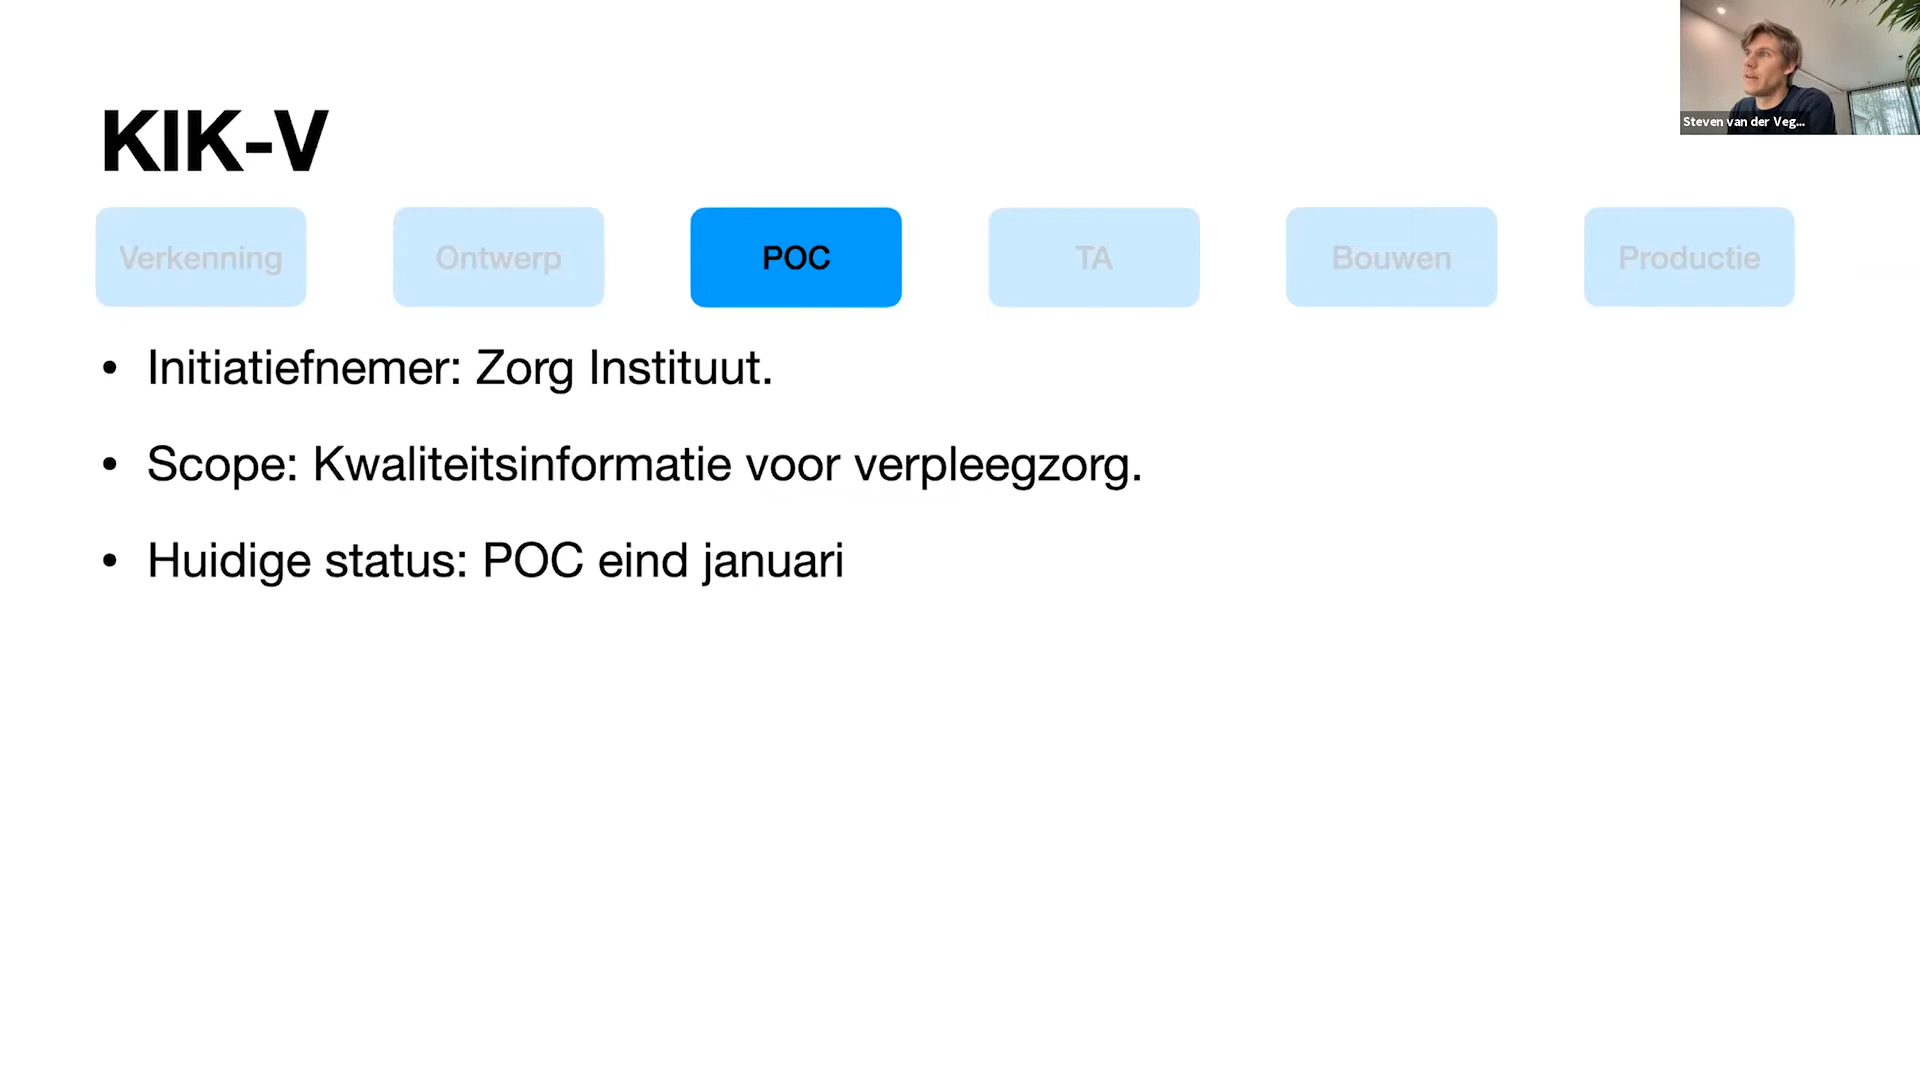 KIK-V
Verkenning
Ontwerp
POC
TA
Bouwen
Productie
• Initiatiefnemer: Zorg Instituut.
• Scope: Kwaliteitsinformatie voor verpleegzorg.
• Huidige status: POC eind januari
Steven van der Veg...